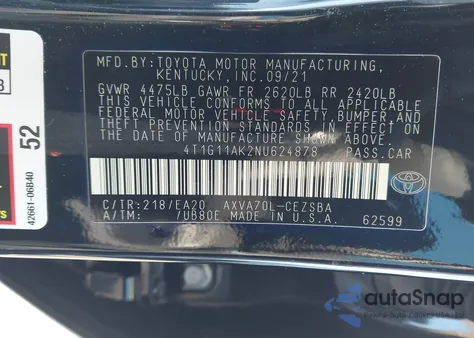 MFD.BY:TOYOTA MOTOR MANUFACTURING,
KENTUCKY, INC. 09/21
GVWR 4475LB GAWR FR 2620LB RR 2420LB
THIS VEHICLE CONFORMS TO ALL APPLICABLE
FEDERAL MOTOR VEHICLE SAFETY, BUMPER, AND
THEFT PREVENTION STANDARDS IN EFFECT ON
THE DATE OF MANUFACTURE SHOWN ABOVE.
4T1G11AK2NU624878 PASS.CAR
C/TR:218/EA20 AXVA70L-CEZSBA
A/TM: /UB80E MADE IN U.S.A. 62599
TOYOTA
52
42661-06B40
autoSnap